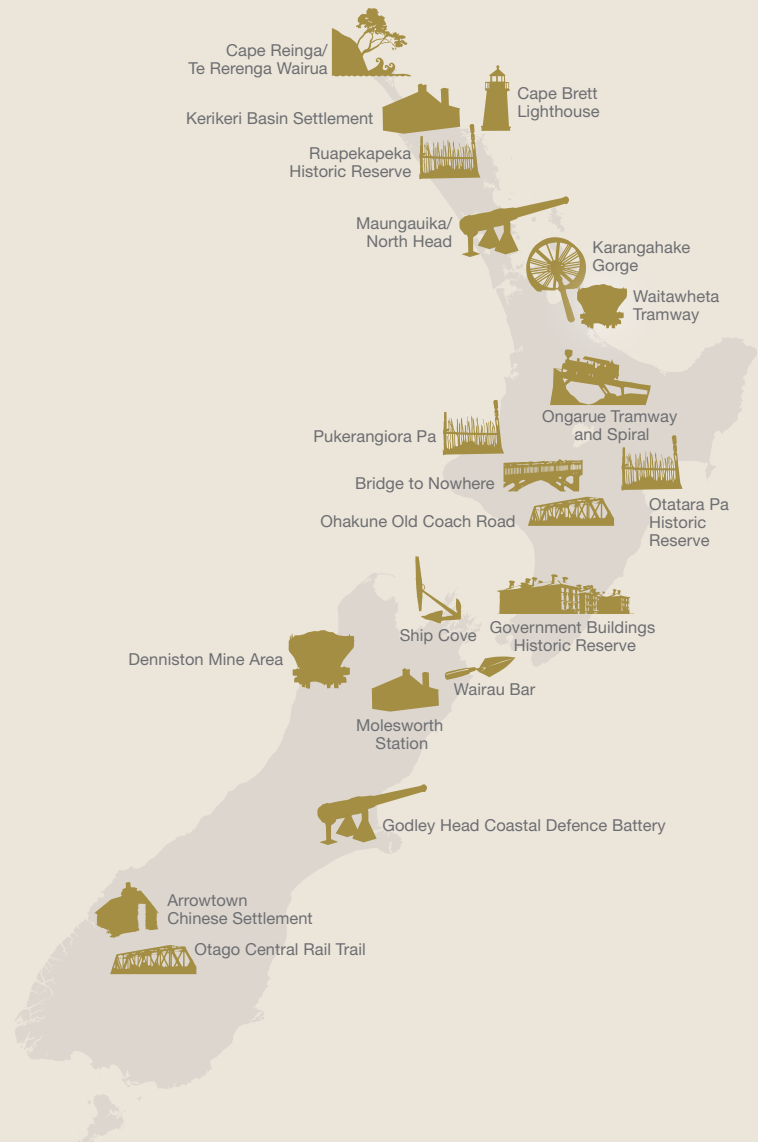 Cape Reinga/
Te Rerenga Wairua
Kerikeri Basin Settlement
Cape Brett
Lighthouse
Ruapekapeka
Historic Reserve
Maungauika/
North Head
Karangahake
Gorge
Waitawheta
Tramway
Ongarue Tramway
and Spiral
Pukerangiora Pa
Bridge to Nowhere
Otatara Pa
Historic
Reserve
Ohakune Old Coach Road
Ship Cove
Government Buildings
Historic Reserve
Denniston Mine Area
Wairau Bar
Molesworth
Station
Godley Head Coastal Defence Battery
Arrowtown
Chinese Settlement
Otago Central Rail Trail